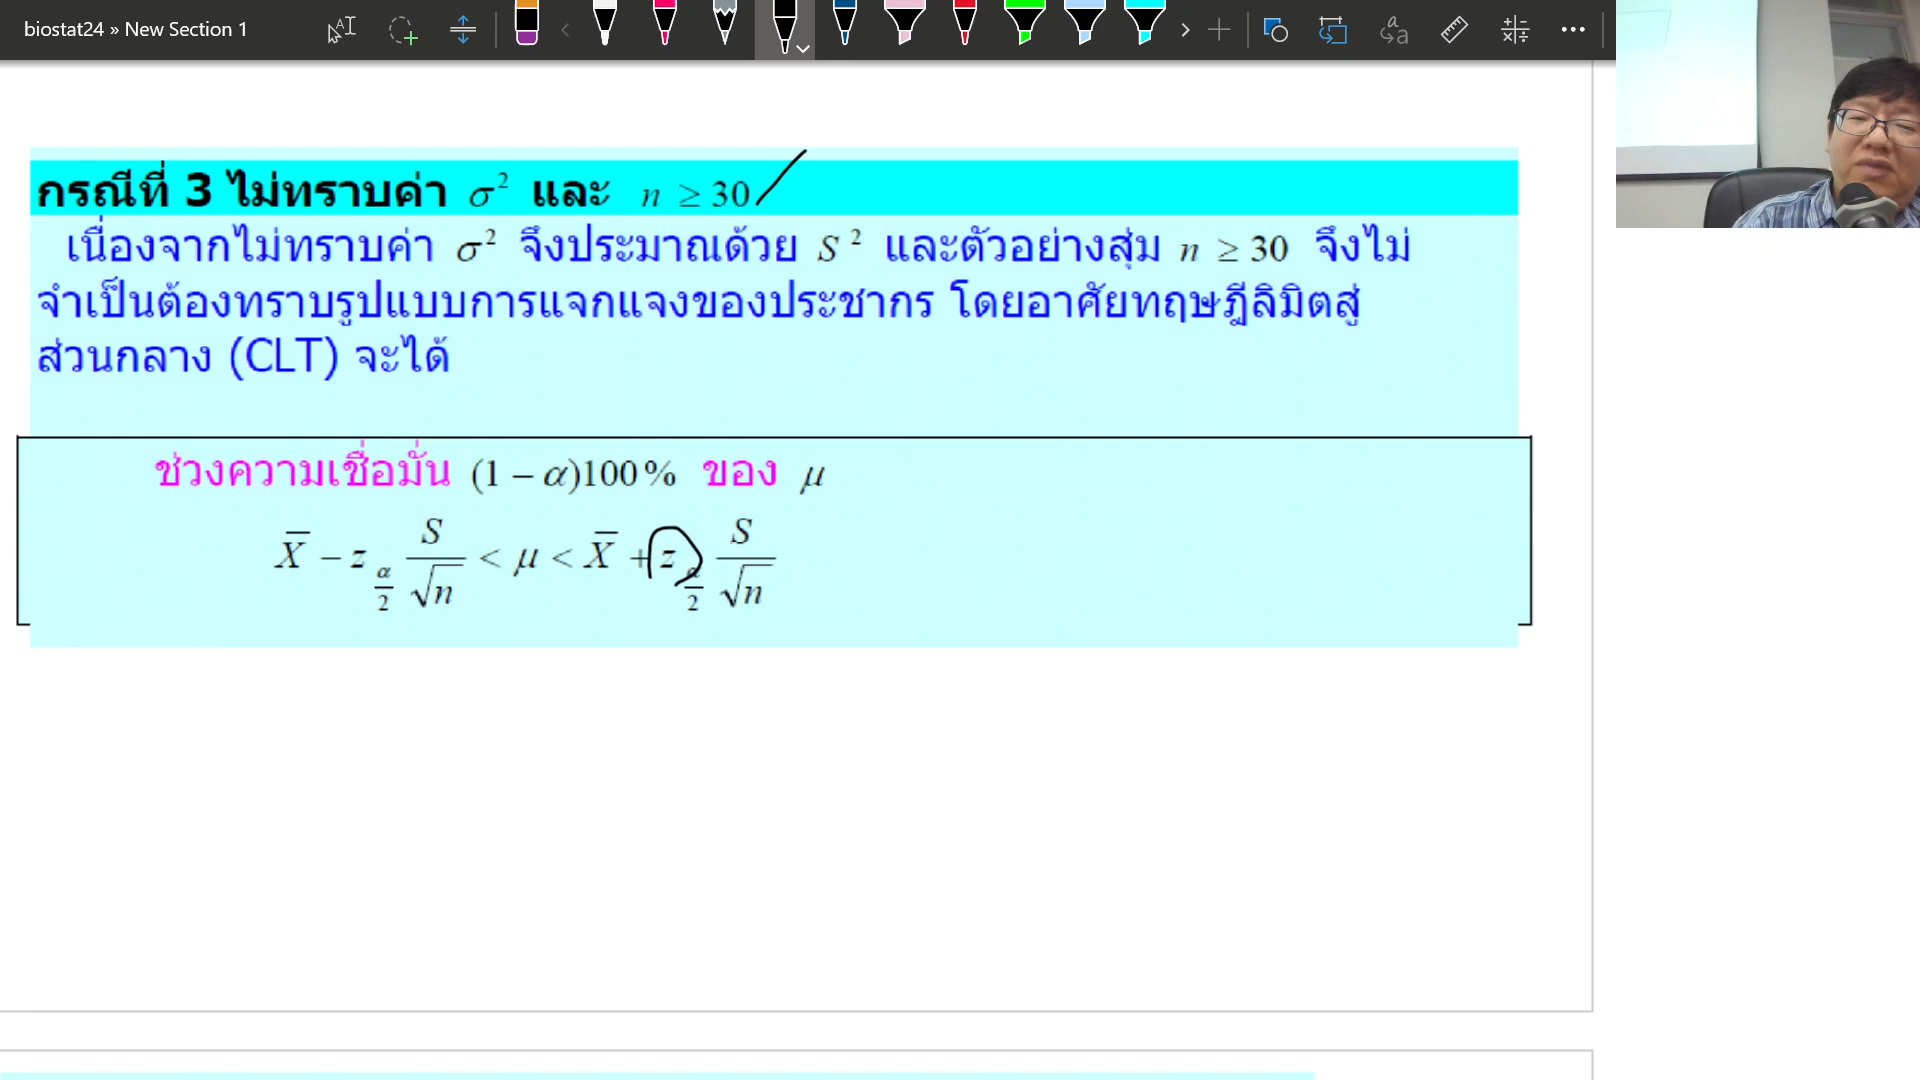 biostat24 » New Section 1
กรณีที่ 3 ไม่ทราบค่า σ² และ n ≥ 30
เนื่องจากไม่ทราบค่า σ² จึงประมาณด้วย S² และตัวอย่างสุ่ม n ≥ 30 จึงไม่
จำเป็นต้องทราบรูปแบบการแจกแจงของประชากร โดยอาศัยทฤษฎีลิมิตสู่
ส่วนกลาง (CLT) จะได้
ช่วงความเชื่อมั่น (1 − α)100% ของ μ
X̄ − z_{α/2} S/√n < μ < X̄ + z_{α/2} S/√n